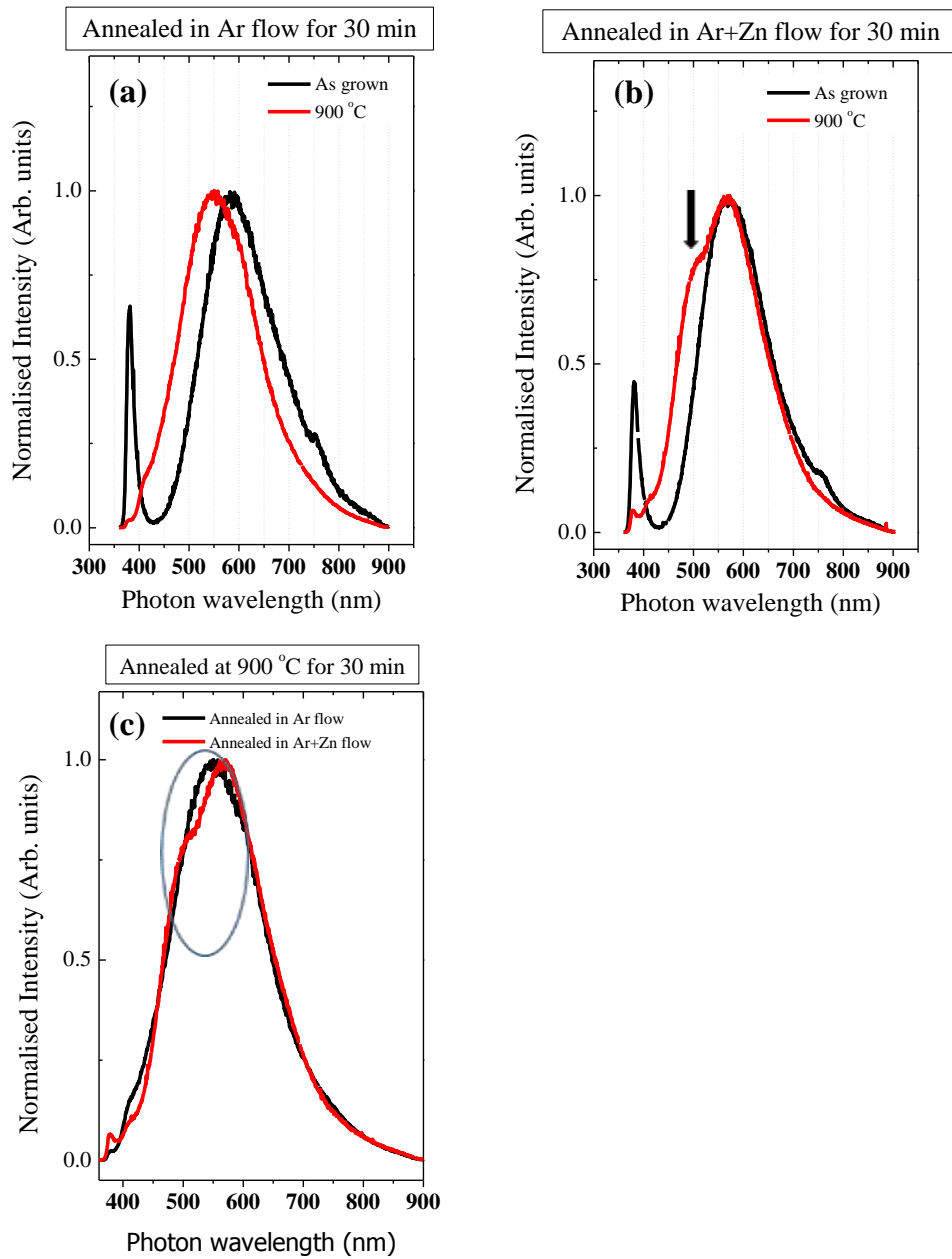 Annealed in Ar flow for 30 min
(a)
As grown
900 °C
Normalised Intensity (Arb. units)
1.0
0.5
0.0
300 400 500 600 700 800 900
Photon wavelength (nm)
Annealed in Ar+Zn flow for 30 min
(b)
As grown
900 °C
Normalised Intensity (Arb. units)
1.0
0.5
0.0
300 400 500 600 700 800 900
Photon wavelength (nm)
Annealed at 900 °C for 30 min
(c)
Annealed in Ar flow
Annealed in Ar+Zn flow
Normalised Intensity (Arb. units)
1.0
0.5
0.0
400 500 600 700 800 900
Photon wavelength (nm)